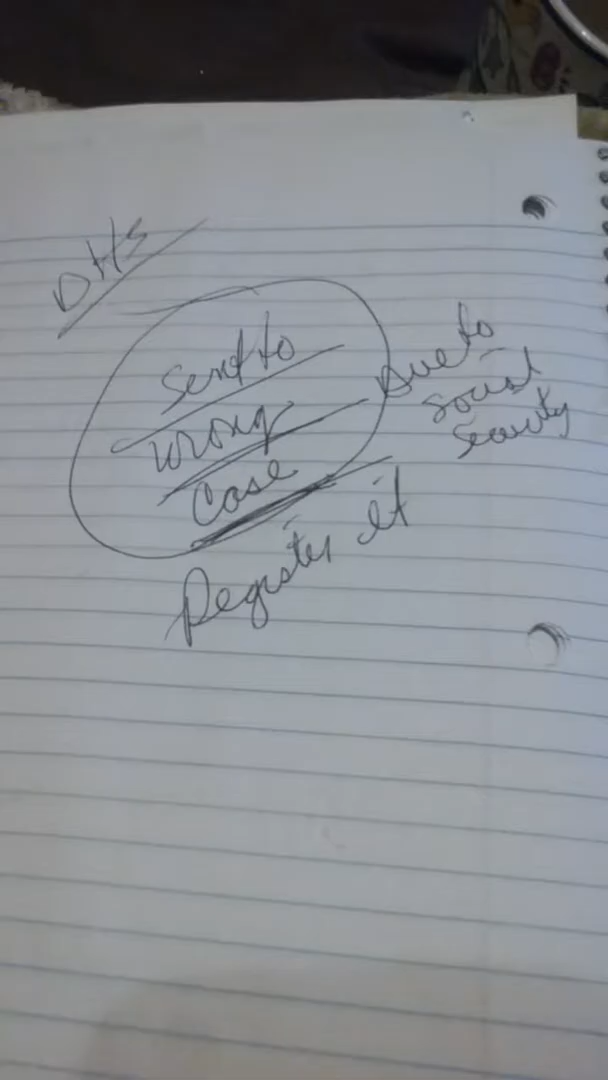 DHS
Sent to
wrong
Case
Due to
social
security
Register it